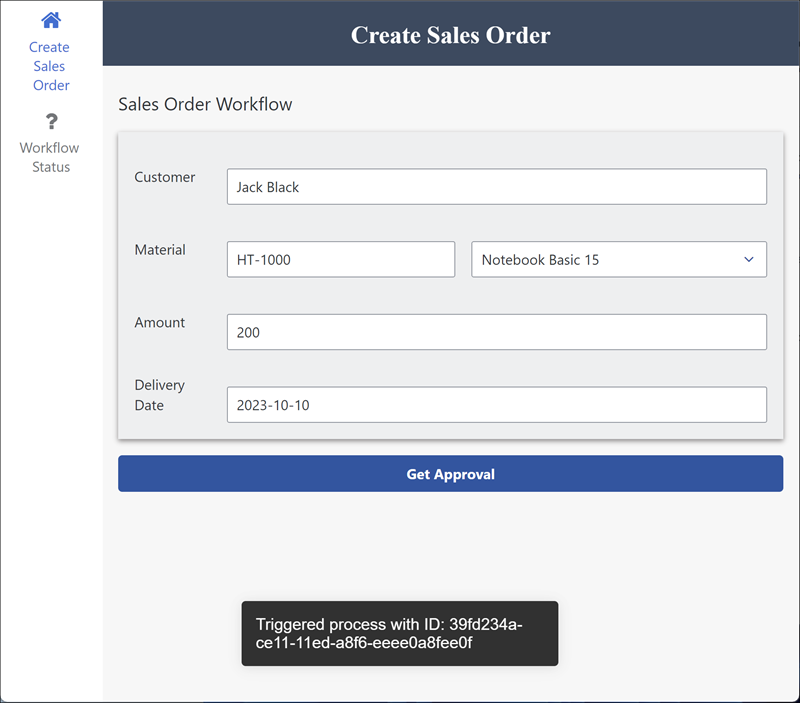 Create
Sales
Order
?
Workflow
Status
Create Sales Order
Sales Order Workflow
Customer
Jack Black
Material
HT-1000
Notebook Basic 15
Amount
200
Delivery
Date
2023-10-10
Get Approval
Triggered process with ID: 39fd234a-
ce11-11ed-a8f6-eeee0a8fee0f